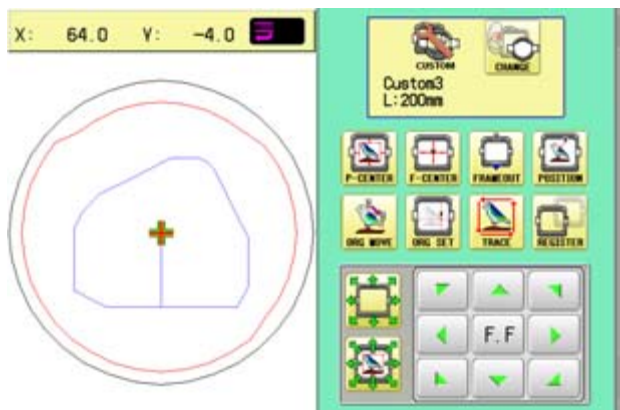 X: 64.0 Y: -4.0
CUSTOM CHANGE
Custom3
L:200mm
P-CENTER F-CENTER FRAMEOUT POSITION
ORG MOVE ORG SET TRACE REGISTER
F.F